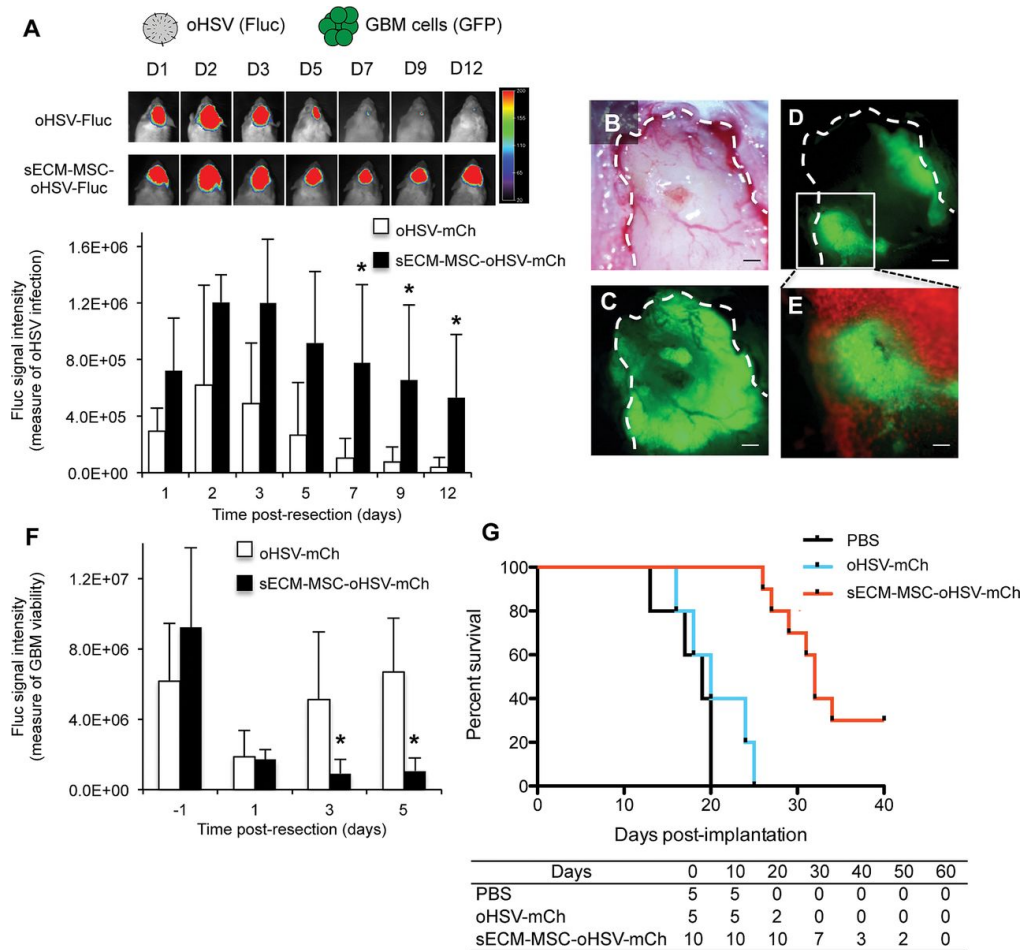 A
oHSV (Fluc)
GBM cells (GFP)
D1 D2 D3 D5 D7 D9 D12
oHSV-Fluc
sECM-MSC-
oHSV-Fluc
200
155
110
65
20
oHSV-mCh
sECM-MSC-oHSV-mCh
Fluc signal intensity
(measure of oHSV infection)
1.6E+06
1.2E+06
8.0E+05
4.0E+05
0.0E+00
* * *
1 2 3 5 7 9 12
Time post-resection (days)
B
C
D
E
F
oHSV-mCh
sECM-MSC-oHSV-mCh
Fluc signal intensity
(measure of GBM viability)
1.2E+07
8.0E+06
4.0E+06
0.0E+00
* *
-1 1 3 5
Time post-resection (days)
G
PBS
oHSV-mCh
sECM-MSC-oHSV-mCh
Percent survival
100
80
60
40
20
0
0 10 20 30 40
Days post-implantation
Days 0 10 20 30 40 50 60
PBS 5 5 0 0 0 0 0
oHSV-mCh 5 5 2 0 0 0 0
sECM-MSC-oHSV-mCh 10 10 10 7 3 2 0